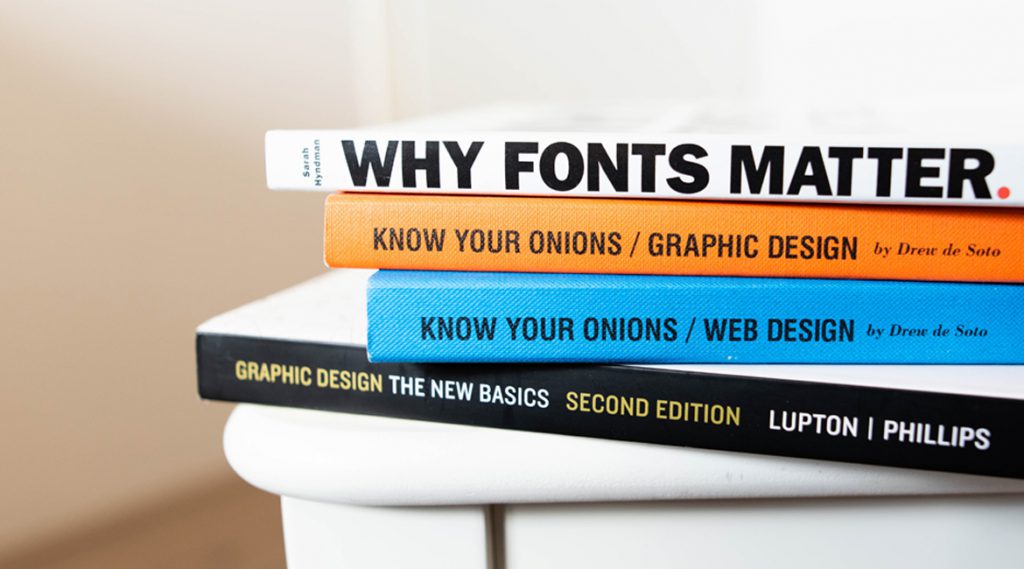 Sarah
Hyndman
WHY FONTS MATTER.
KNOW YOUR ONIONS / GRAPHIC DESIGN by Drew de Soto
KNOW YOUR ONIONS / WEB DESIGN by Drew de Soto
GRAPHIC DESIGN THE NEW BASICS SECOND EDITION LUPTON | PHILLIPS